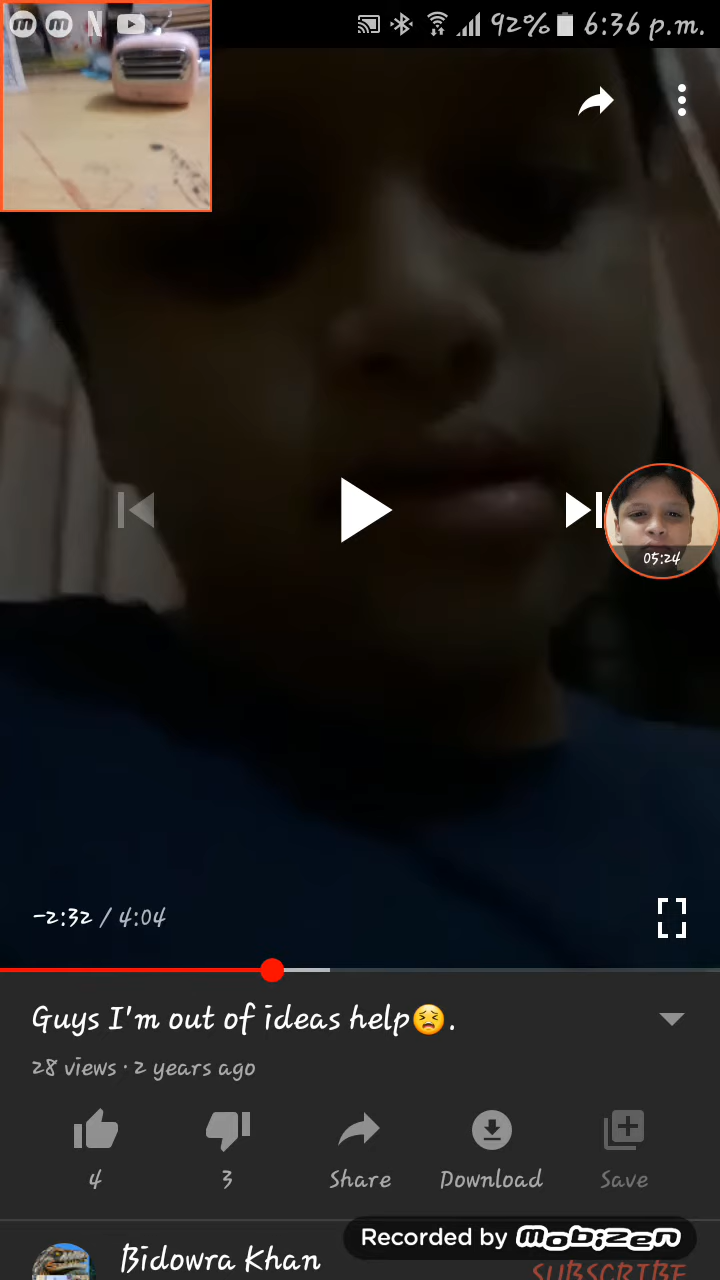 92% 6:36 p.m.
05:24
-2:32 / 4:04
Guys I'm out of ideas help😣.
28 views · 2 years ago
4 3 Share Download Save
Bidowra Khan
SUBSCRIBE
Recorded by mobizen